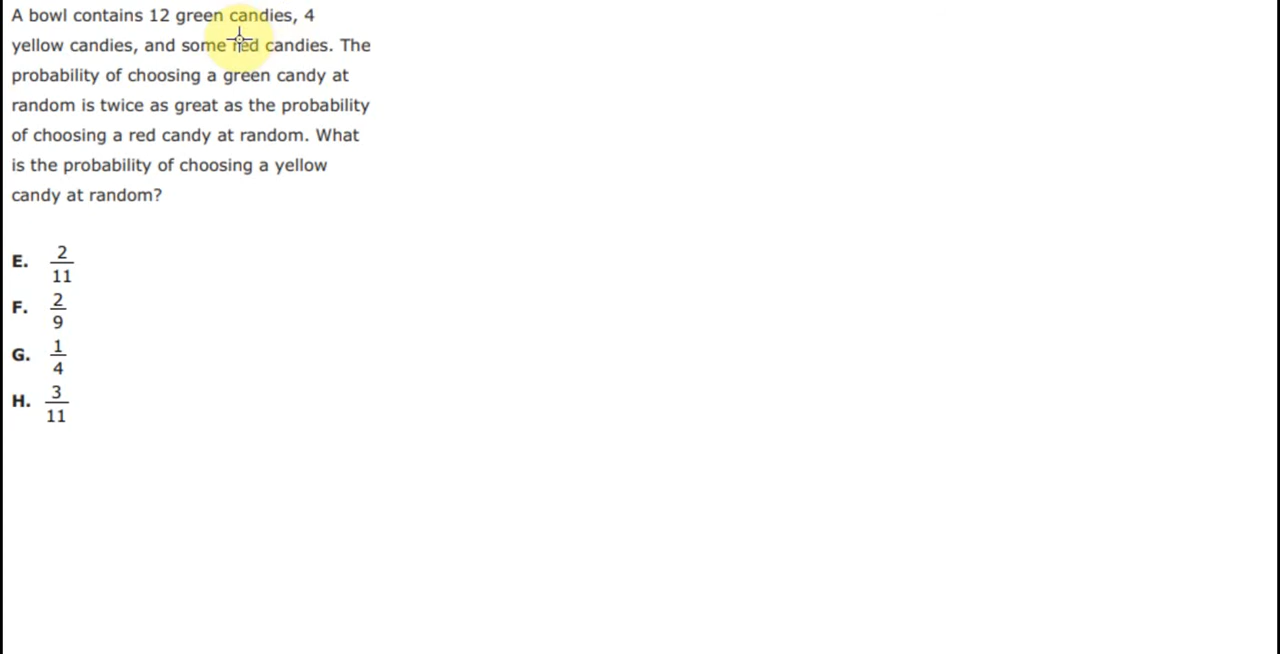 A bowl contains 12 green candies, 4
yellow candies, and some red candies. The
probability of choosing a green candy at
random is twice as great as the probability
of choosing a red candy at random. What
is the probability of choosing a yellow
candy at random?
E. 2/11
F. 2/9
G. 1/4
H. 3/11